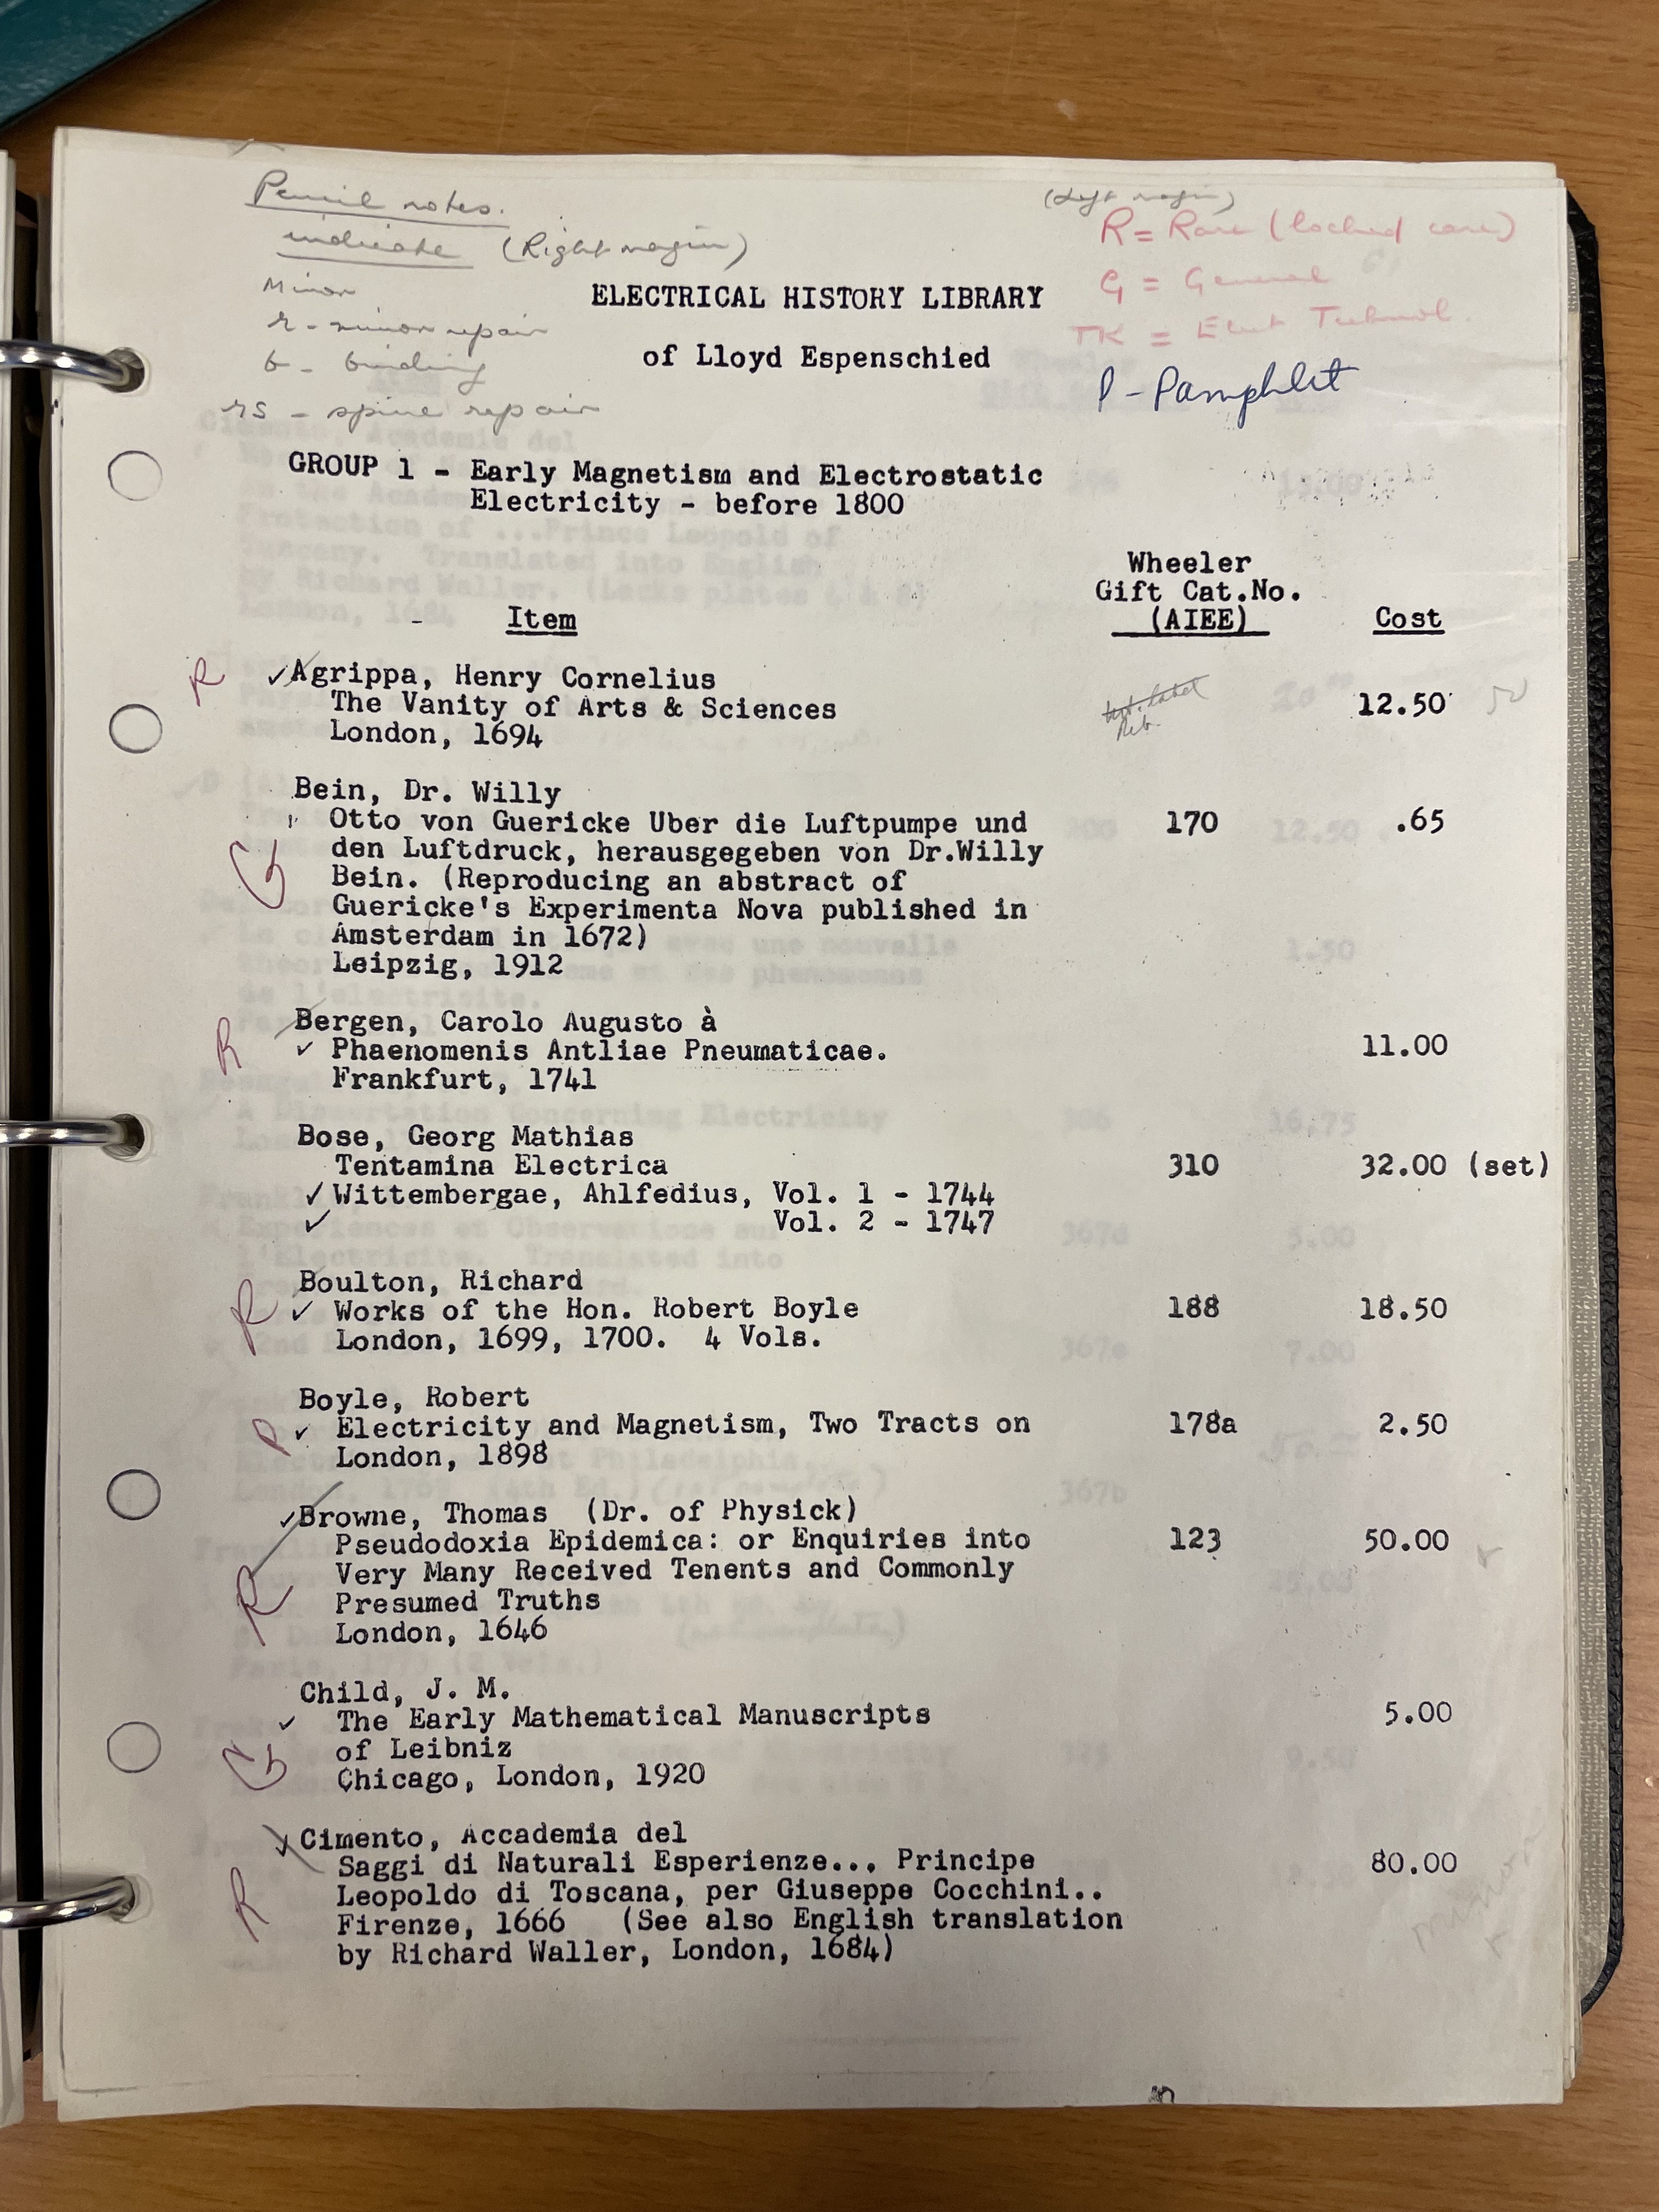 Pencil notes.
indicate (Right margin)
Minor
r - minor repair
b - binding
rs - spine repair
(Left margin)
R = Rare (locked case)
G = General
TK = Elect Technol.
P - Pamphlet
ELECTRICAL HISTORY LIBRARY
of Lloyd Espenschied
GROUP 1 - Early Magnetism and Electrostatic
Electricity - before 1800
Wheeler
Gift Cat.No.
Item (AIEE) Cost
R ✓Agrippa, Henry Cornelius
The Vanity of Arts & Sciences 12.50
London, 1694
Bein, Dr. Willy
Otto von Guericke Uber die Luftpumpe und 170 .65
G den Luftdruck, herausgegeben von Dr.Willy
Bein. (Reproducing an abstract of
Guericke's Experimenta Nova published in
Amsterdam in 1672)
Leipzig, 1912
Bergen, Carolo Augusto à
R ✓ Phaenomenis Antliae Pneumaticae. 11.00
Frankfurt, 1741
Bose, Georg Mathias
Tentamina Electrica 310 32.00 (set)
✓ Wittembergae, Ahlfedius, Vol. 1 - 1744
✓ Vol. 2 - 1747
Boulton, Richard
R ✓ Works of the Hon. Robert Boyle 188 18.50
London, 1699, 1700. 4 Vols.
Boyle, Robert
P ✓ Electricity and Magnetism, Two Tracts on 178a 2.50
London, 1898
✓Browne, Thomas (Dr. of Physick)
Pseudodoxia Epidemica: or Enquiries into 123 50.00 r
Very Many Received Tenents and Commonly
R Presumed Truths
London, 1646
Child, J. M.
✓ The Early Mathematical Manuscripts 5.00
G of Leibniz
Chicago, London, 1920
✓Cimento, Accademia del
Saggi di Naturali Esperienze... Principe 80.00
R Leopoldo di Toscana, per Giuseppe Cocchini..
Firenze, 1666 (See also English translation minor
by Richard Waller, London, 1684) r